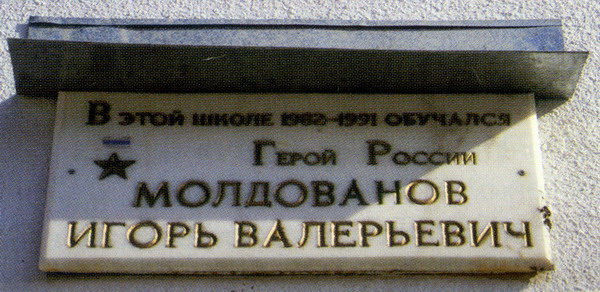 В ЭТОЙ ШКОЛЕ 1982-1991 ОБУЧАЛСЯ
ГЕРОЙ РОССИИ
МОЛДОВАНОВ
ИГОРЬ ВАЛЕРЬЕВИЧ